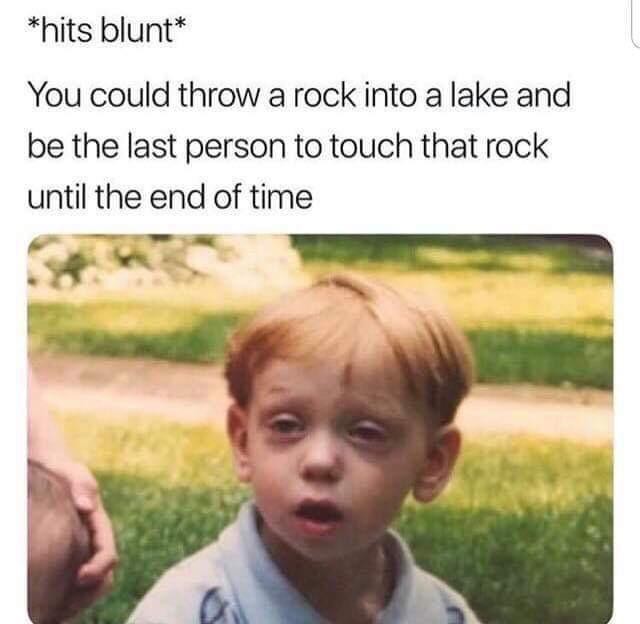 *hits blunt*
You could throw a rock into a lake and
be the last person to touch that rock
until the end of time